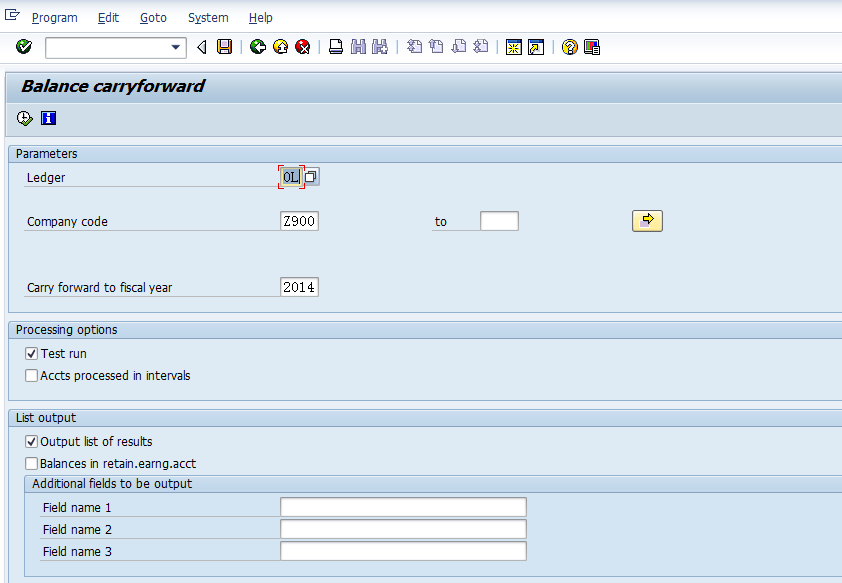 Program Edit Goto System Help
Balance carryforward
Parameters
Ledger 0L
Company code Z900 to
Carry forward to fiscal year 2014
Processing options
Test run
Accts processed in intervals
List output
Output list of results
Balances in retain.earng.acct
Additional fields to be output
Field name 1
Field name 2
Field name 3